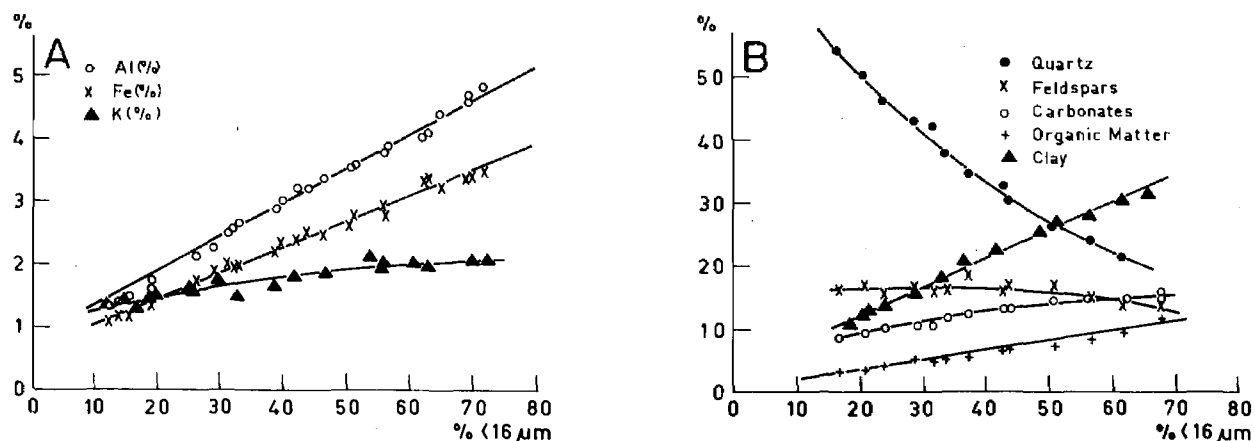 %
A
Al(%)
Fe(%)
K(%)
5
4
3
2
1
0
0 10 20 30 40 50 60 70 80
% <16 µm
%
B
Quartz
Feldspars
Carbonates
Organic Matter
Clay
50
40
30
20
10
0
0 10 20 30 40 50 60 70 80
% <16 µm